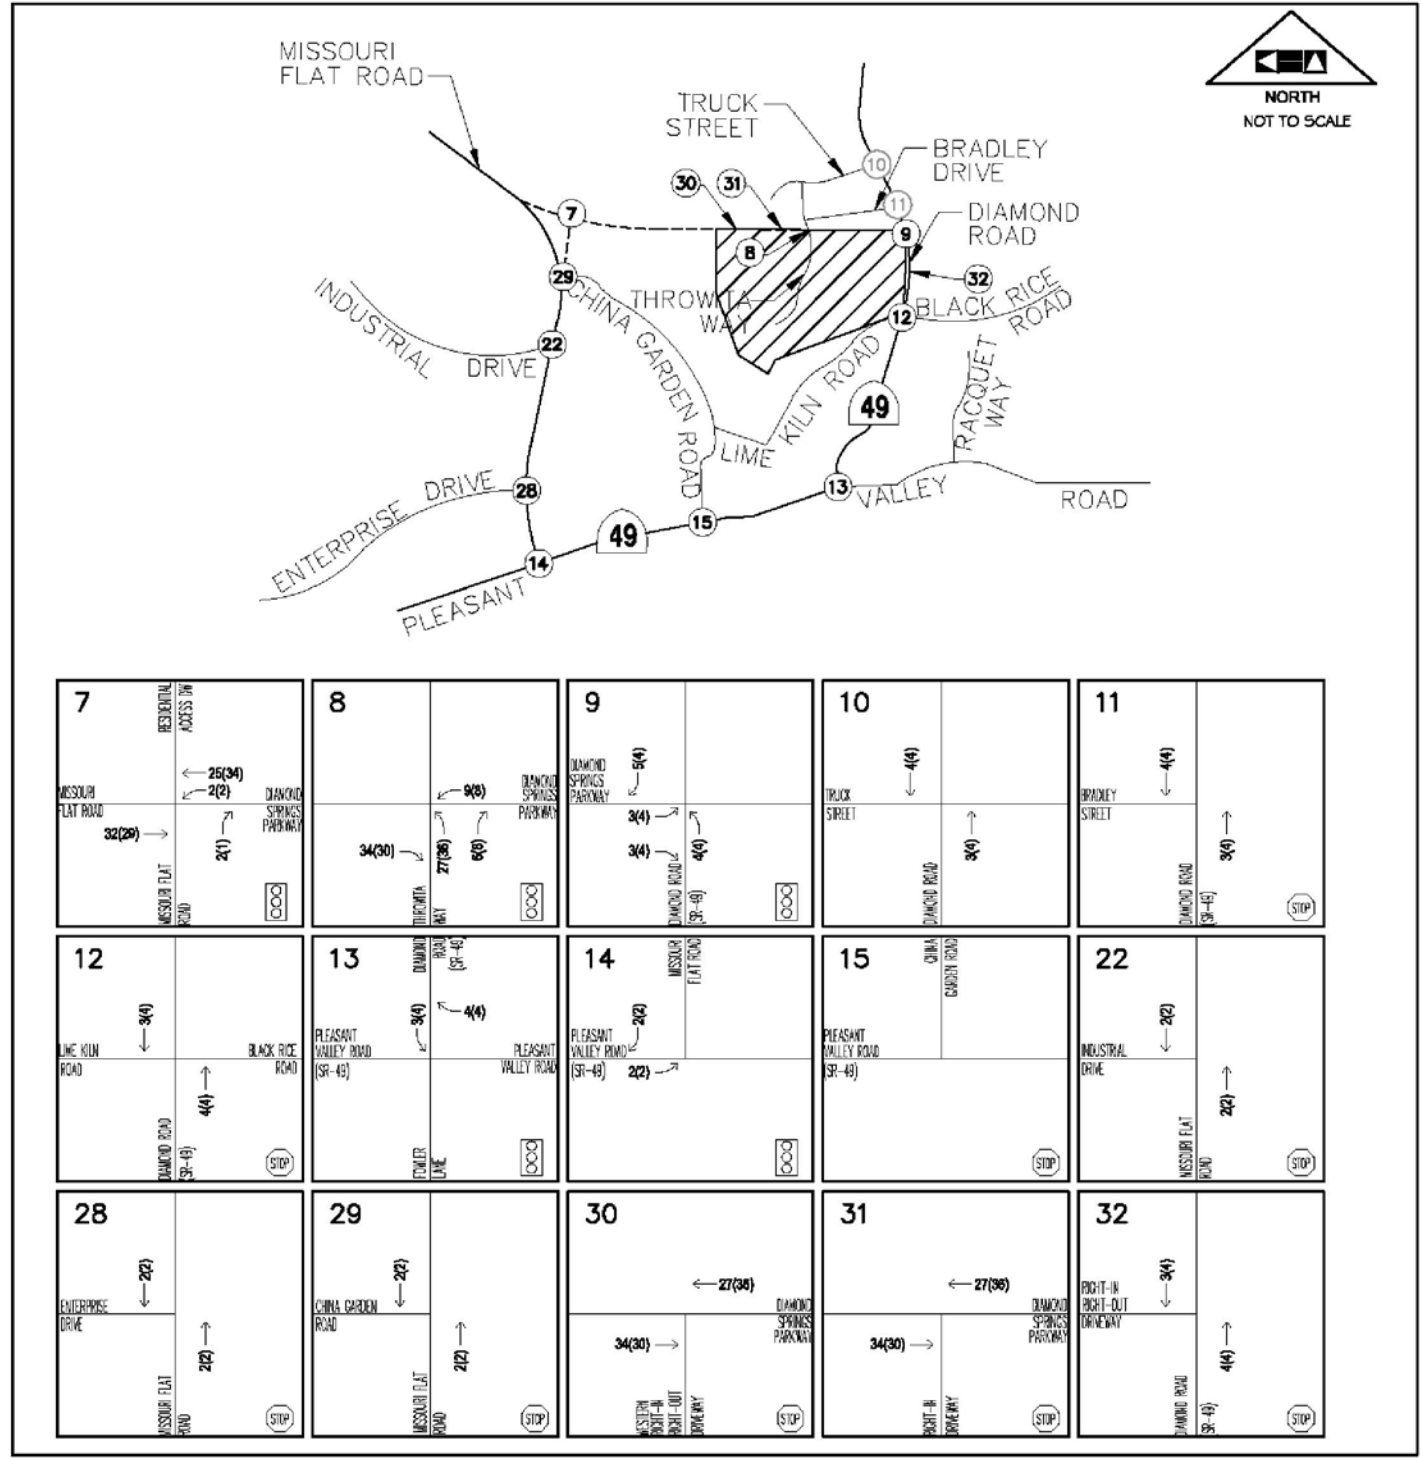 MISSOURI
FLAT ROAD
NORTH
NOT TO SCALE
TRUCK
STREET
BRADLEY
DRIVE
DIAMOND
ROAD
10
11
30
31
7
8
9
29
32
THROWITA
WAY
BLACK RICE
ROAD
12
INDUSTRIAL
DRIVE
22
CHINA GARDEN
ROAD
LIME KILN ROAD
49
RACQUET
WAY
ENTERPRISE DRIVE
28
13
VALLEY
ROAD
15
49
14
PLEASANT
7
RESIDENTIAL
ACCESS DW
25(34)
2(2)
MISSOURI
FLAT ROAD
DIAMOND
SPRINGS
PARKWAY
32(29)
2(1)
MISSOURI FLAT
ROAD
8
9(8)
DIAMOND
SPRINGS
PARKWAY
34(30)
27(36)
6(8)
THROWITA
WAY
9
DIAMOND
SPRINGS
PARKWAY
5(4)
3(4)
3(4)
4(4)
DIAMOND ROAD
(SR-49)
10
4(4)
TRUCK
STREET
3(4)
DIAMOND ROAD
11
4(4)
BRADLEY
STREET
3(4)
DIAMOND ROAD
(SR-49)
STOP
12
3(4)
LIME KILN
ROAD
BLACK RICE
ROAD
4(4)
DIAMOND ROAD
(SR-49)
STOP
13
DIAMOND
ROAD
(SR-49)
3(4)
4(4)
PLEASANT
VALLEY ROAD
(SR-49)
PLEASANT
VALLEY ROAD
FOWLER
LANE
14
MISSOURI
FLAT ROAD
2(2)
PLEASANT
VALLEY ROAD
(SR-49)
2(2)
15
CHINA
GARDEN ROAD
PLEASANT
VALLEY ROAD
(SR-49)
STOP
22
2(2)
INDUSTRIAL
DRIVE
2(2)
MISSOURI FLAT
ROAD
STOP
28
2(2)
ENTERPRISE
DRIVE
2(2)
MISSOURI FLAT
ROAD
STOP
29
2(2)
CHINA GARDEN
ROAD
2(2)
MISSOURI FLAT
ROAD
STOP
30
27(36)
DIAMOND
SPRINGS
PARKWAY
34(30)
WESTERN
RIGHT-IN
RIGHT-OUT
DRIVEWAY
STOP
31
27(36)
DIAMOND
SPRINGS
PARKWAY
34(30)
RIGHT-IN
DRIVEWAY
STOP
32
3(4)
RIGHT-IN
RIGHT-OUT
DRIVEWAY
4(4)
DIAMOND ROAD
(SR-49)
STOP